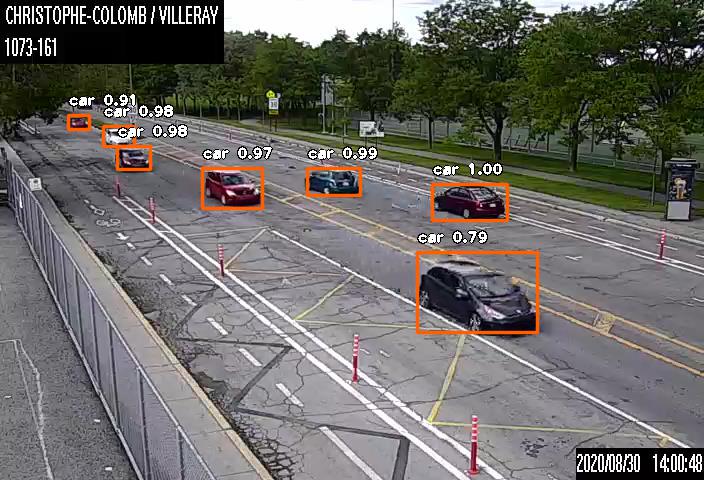 CHRISTOPHE-COLOMB / VILLERAY
1073-161
car 0.91
car 0.98
car 0.98
car 0.97
car 0.99
car 1.00
car 0.79
2020/08/30 14:00:48